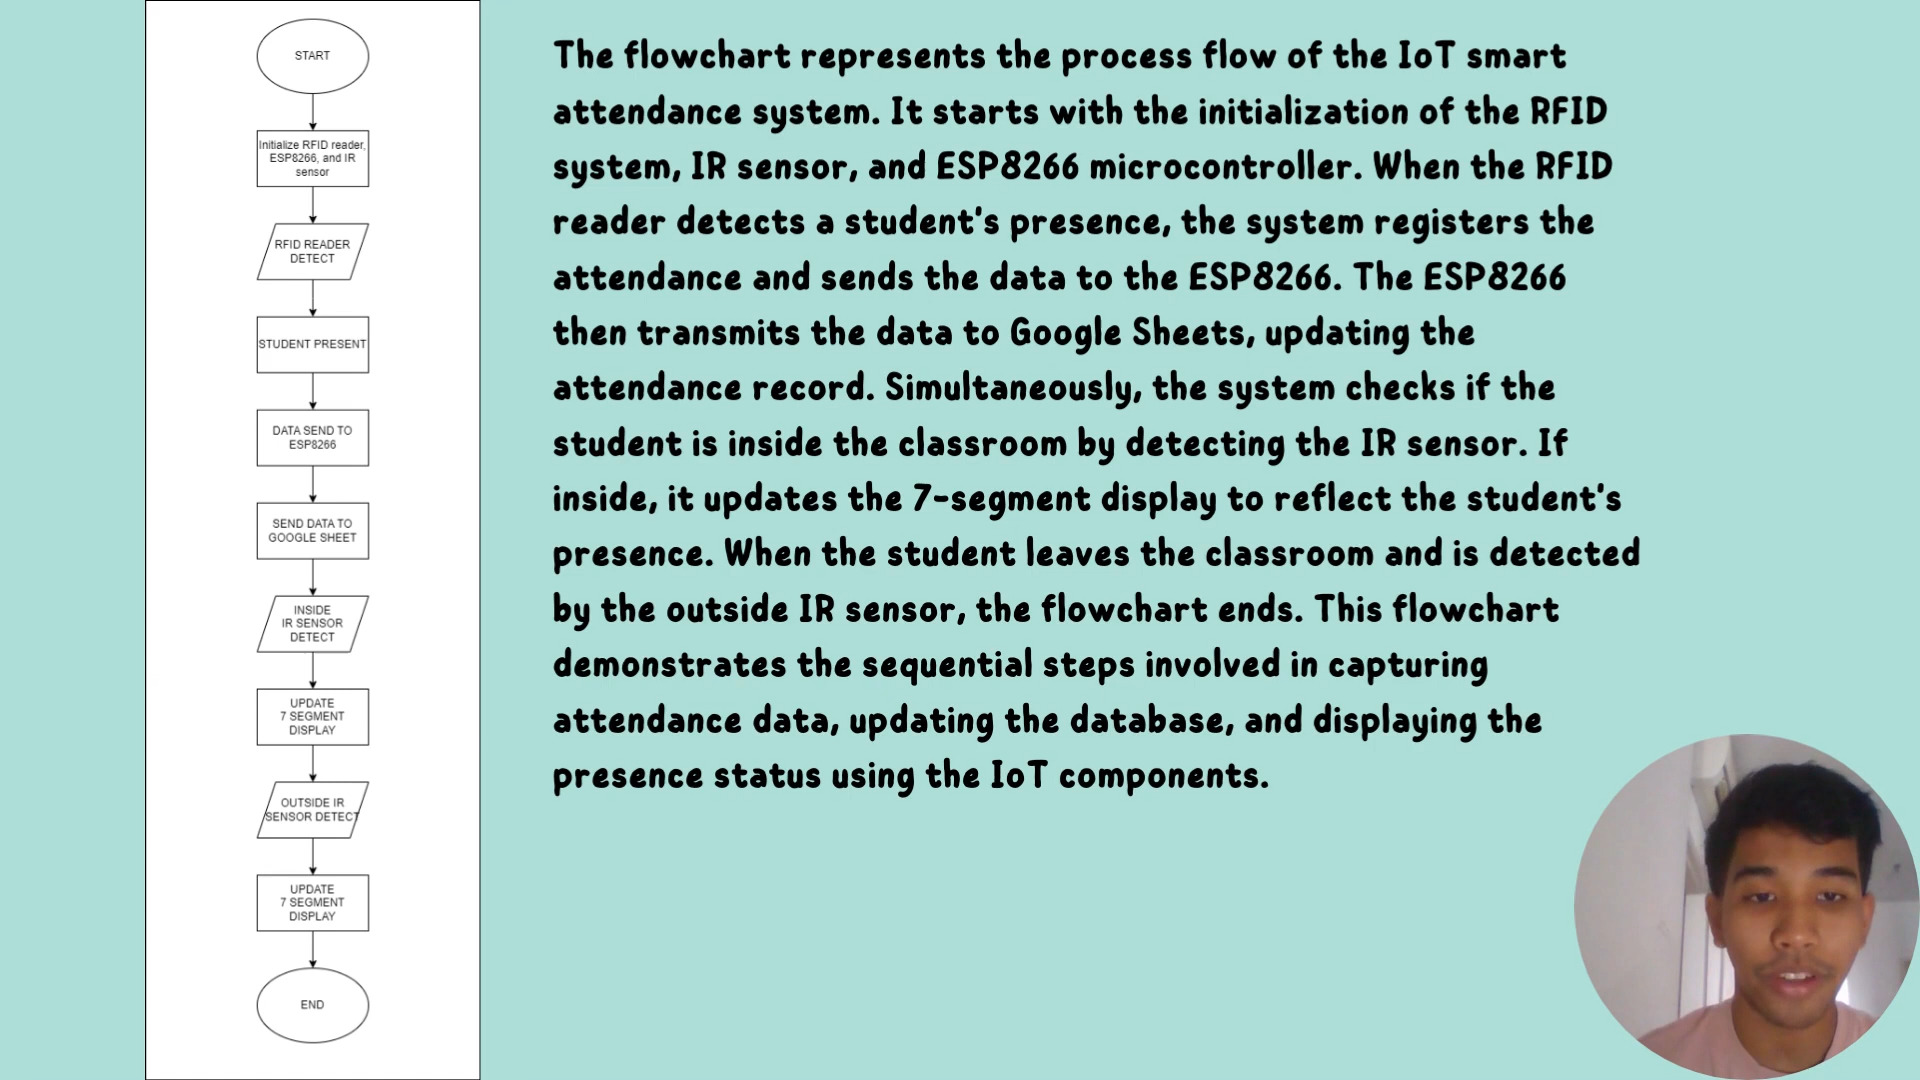 START
Initialize RFID reader,
ESP8266, and IR
sensor
RFID READER
DETECT
STUDENT PRESENT
DATA SEND TO
ESP8266
SEND DATA TO
GOOGLE SHEET
INSIDE
IR SENSOR
DETECT
UPDATE
7 SEGMENT
DISPLAY
OUTSIDE IR
SENSOR DETECT
UPDATE
7 SEGMENT
DISPLAY
END
The flowchart represents the process flow of the IoT smart
attendance system. It starts with the initialization of the RFID
system, IR sensor, and ESP8266 microcontroller. When the RFID
reader detects a student's presence, the system registers the
attendance and sends the data to the ESP8266. The ESP8266
then transmits the data to Google Sheets, updating the
attendance record. Simultaneously, the system checks if the
student is inside the classroom by detecting the IR sensor. If
inside, it updates the 7-segment display to reflect the student's
presence. When the student leaves the classroom and is detected
by the outside IR sensor, the flowchart ends. This flowchart
demonstrates the sequential steps involved in capturing
attendance data, updating the database, and displaying the
presence status using the IoT components.